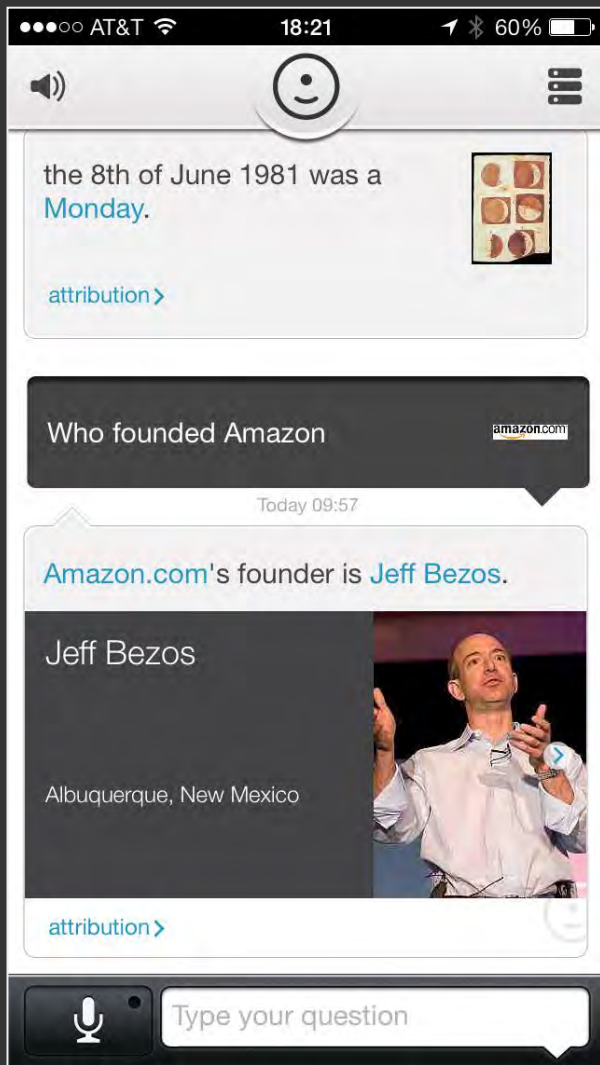 AT&T 18:21 60%
the 8th of June 1981 was a
Monday.
attribution
Who founded Amazon
amazon.com
Today 09:57
Amazon.com's founder is Jeff Bezos.
Jeff Bezos
Albuquerque, New Mexico
attribution
Type your question